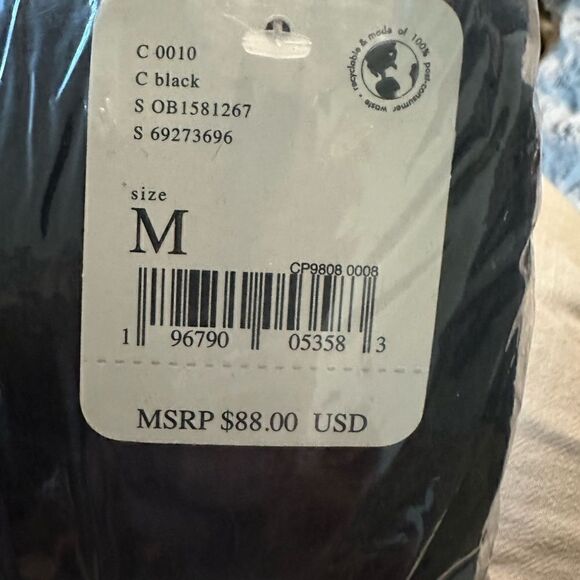 C 0010
C black
S OB1581267
S 69273696
recyclable & made of 100% post-consumer waste •
size
M
CP9808 0008
1 96790 05358 3
MSRP $88.00 USD